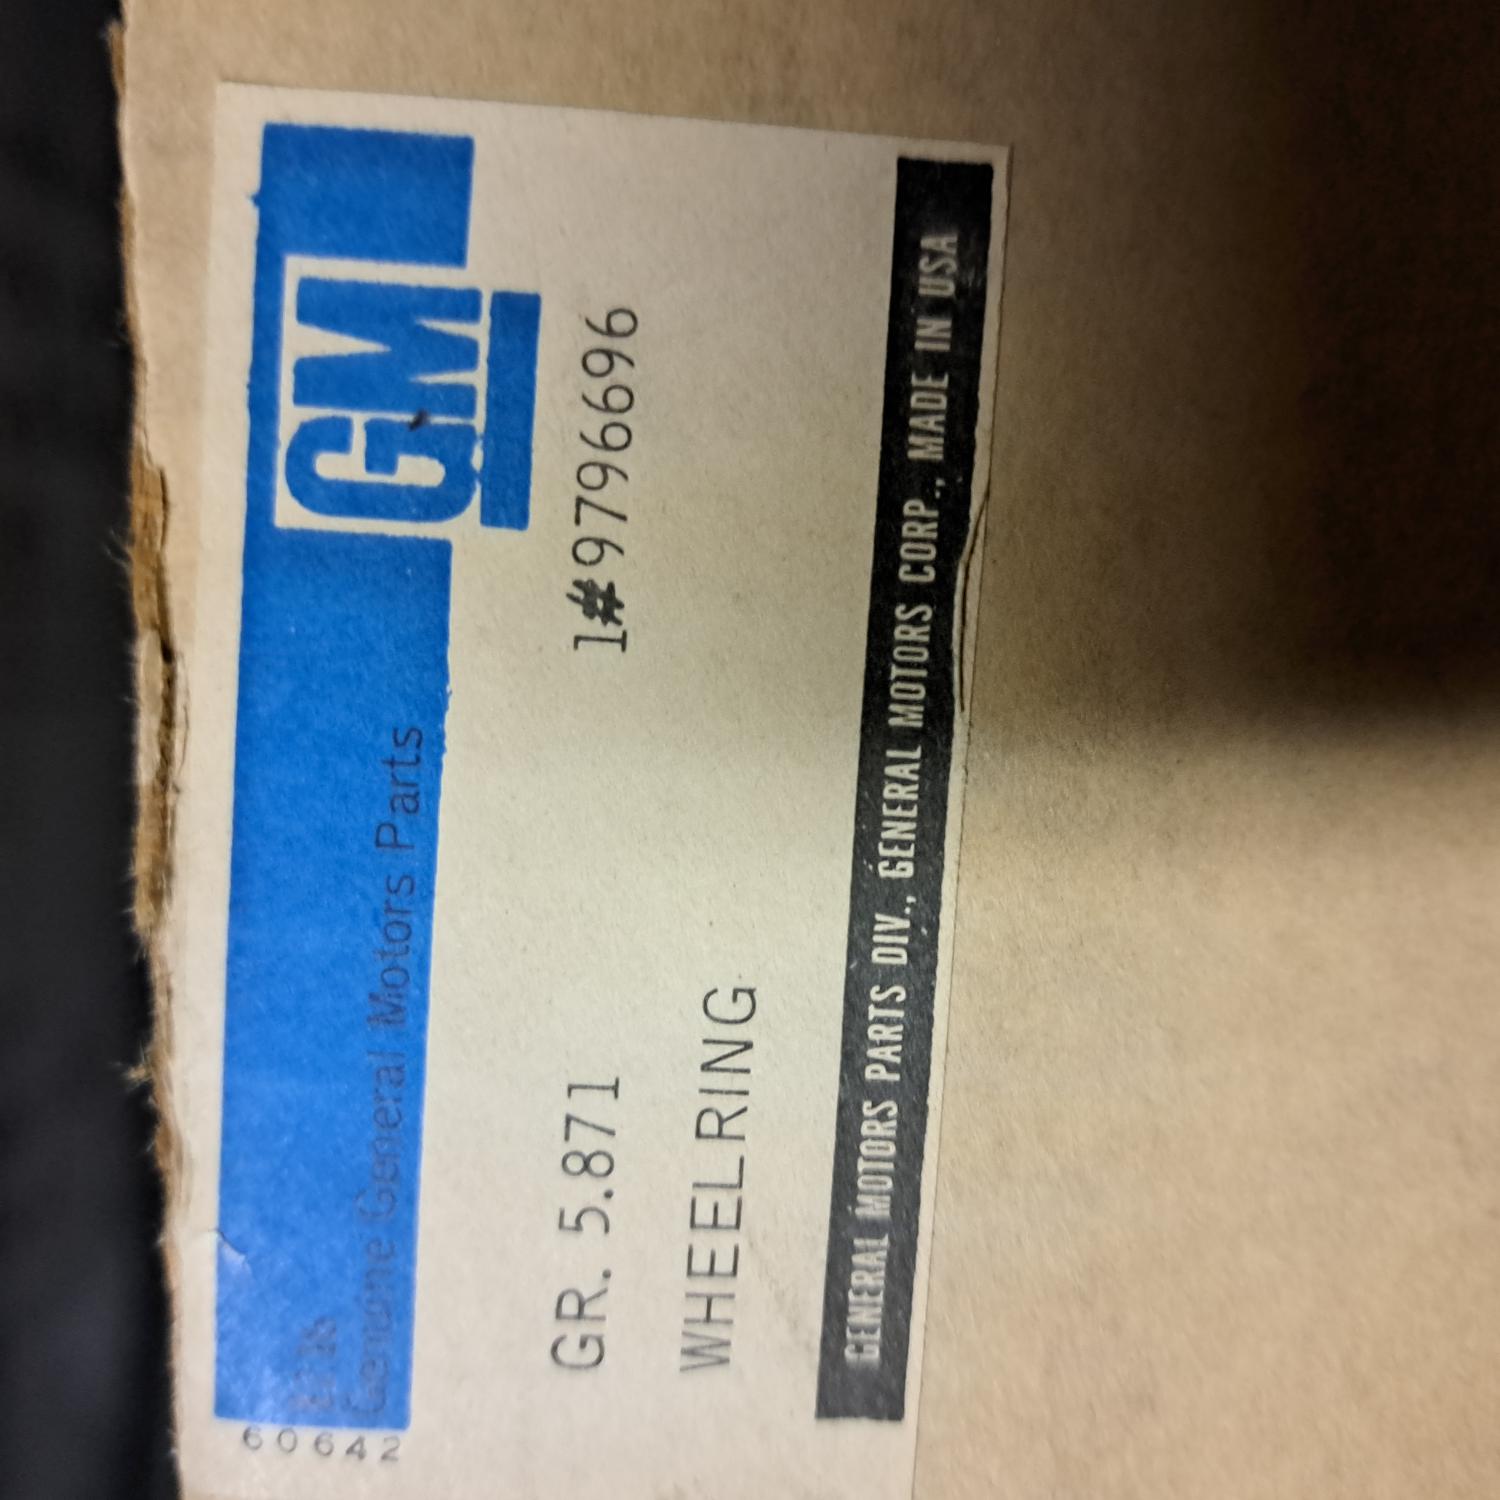 GM
Genuine General Motors Parts
60642
GR. 5.871 1#9796696
WHEELRING
GENERAL MOTORS PARTS DIV., GENERAL MOTORS CORP., MADE IN USA